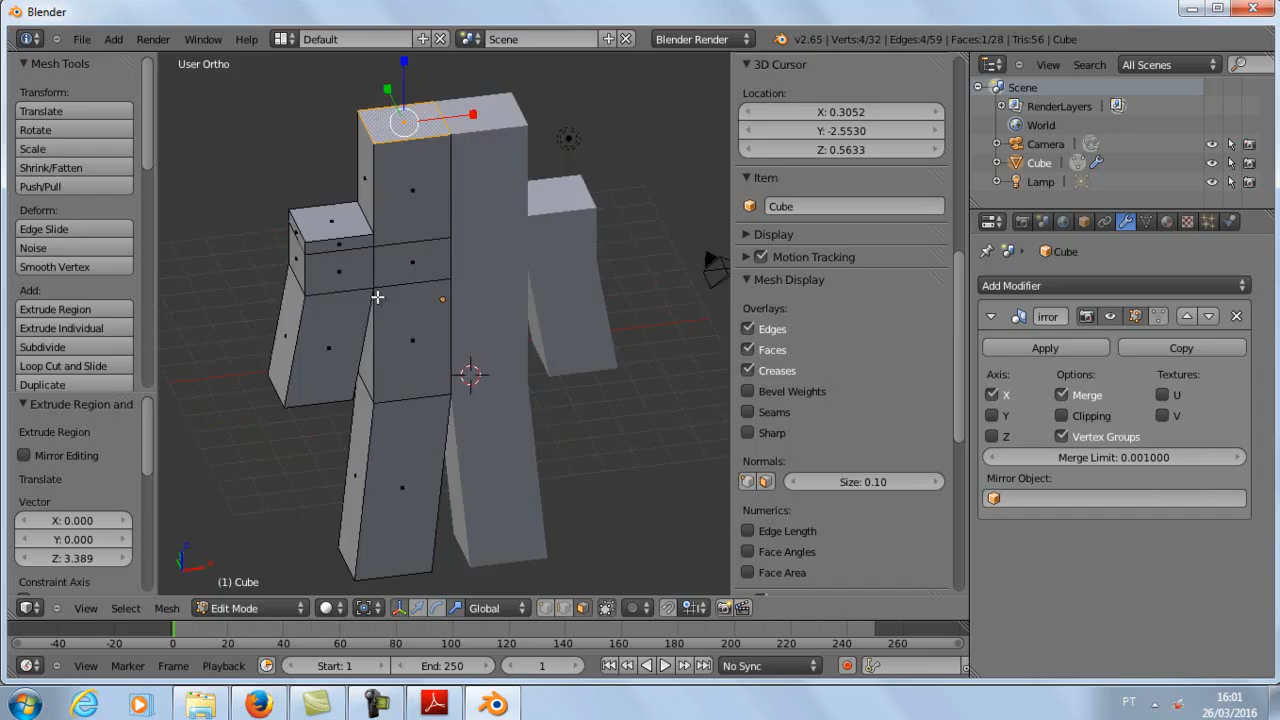 Blender
File Add Render Window Help Default Scene Blender Render v2.65 | Verts:4/32 | Edges:4/59 | Faces:1/28 | Tris:56 | Cube
Mesh Tools
Transform:
Translate
Rotate
Scale
Shrink/Fatten
Push/Pull
Deform:
Edge Slide
Noise
Smooth Vertex
Add:
Extrude Region
Extrude Individual
Subdivide
Loop Cut and Slide
Duplicate
Extrude Region and
Extrude Region
Mirror Editing
Translate
Vector
X: 0.000
Y: 0.000
Z: 3.389
Constraint Axis
User Ortho
(1) Cube
3D Cursor
Location:
X: 0.3052
Y: -2.5530
Z: 0.5633
Item
Cube
Display
Motion Tracking
Mesh Display
Overlays:
Edges
Faces
Creases
Bevel Weights
Seams
Sharp
Normals:
Size: 0.10
Numerics:
Edge Length
Face Angles
Face Area
View Search All Scenes
Scene
RenderLayers
World
Camera
Cube
Lamp
Cube
Add Modifier
irror
Apply Copy
Axis: Options: Textures:
X Merge U
Y Clipping V
Z Vertex Groups
Merge Limit: 0.001000
Mirror Object:
View Select Mesh Edit Mode Global
-40 -20 0 20 40 60 80 100 120 140 160 180 200 220 240 260
View Marker Frame Playback Start: 1 End: 250 1 No Sync
PT 16:01
26/03/2016